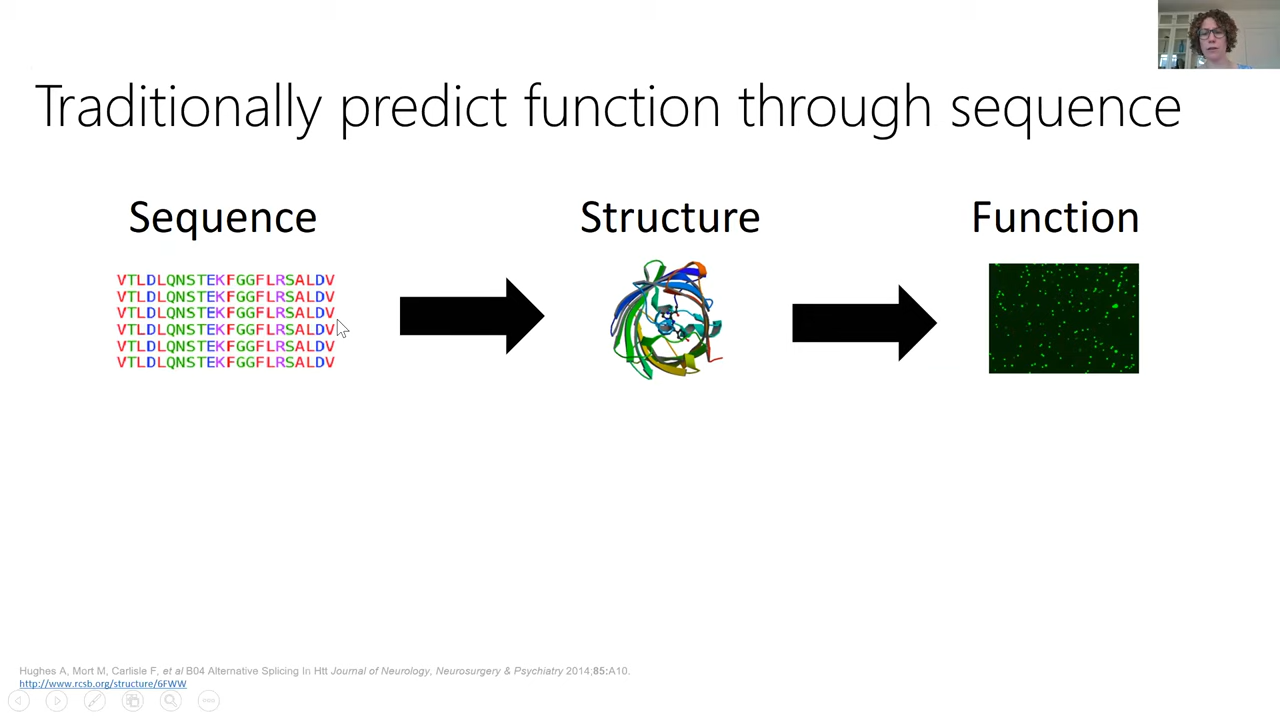 Traditionally predict function through sequence
Sequence
Structure
Function
VTLDLQNSTEKFGGFLRSALDV
VTLDLQNSTEKFGGFLRSALDV
VTLDLQNSTEKFGGFLRSALDV
VTLDLQNSTEKFGGFLRSALDV
VTLDLQNSTEKFGGFLRSALDV
VTLDLQNSTEKFGGFLRSALDV
Hughes A, Mort M, Carlisle F, et al B04 Alternative Splicing In Htt Journal of Neurology, Neurosurgery & Psychiatry 2014;85:A10.
http://www.rcsb.org/structure/6FWW